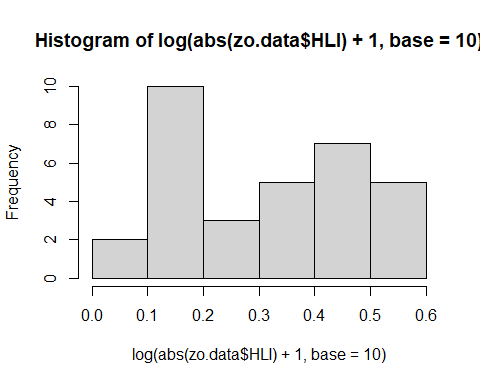 Histogram of log(abs(zo.data$HLI) + 1, base = 10)
Frequency
10
8
6
4
2
0
0.0 0.1 0.2 0.3 0.4 0.5 0.6
log(abs(zo.data$HLI) + 1, base = 10)